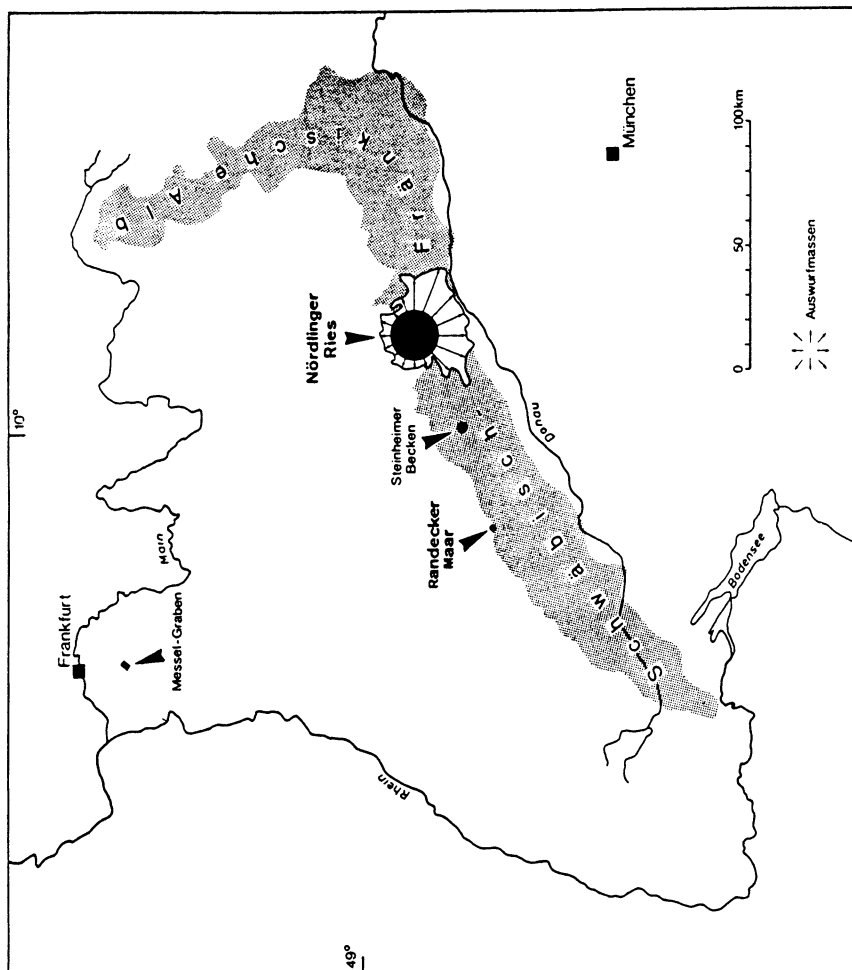 Frankfurt
Messel-Graben
Main
10°
Nördlinger
Ries
Steinheimer
Becken
Randecker
Maar
Schwäbisch-
Fränkische Alb
Donau
Rhein
49°
Bodensee
München
0 50 100km
Auswurfmassen